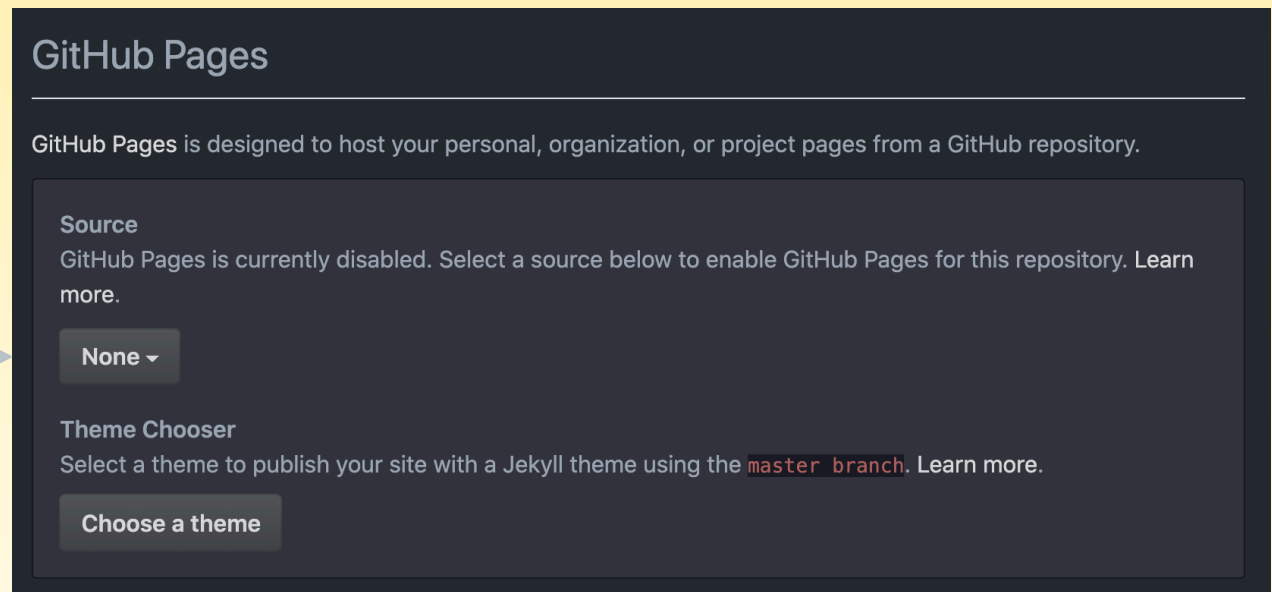 GitHub Pages
GitHub Pages is designed to host your personal, organization, or project pages from a GitHub repository.
Source
GitHub Pages is currently disabled. Select a source below to enable GitHub Pages for this repository. Learn
more.
None
Theme Chooser
Select a theme to publish your site with a Jekyll theme using the master branch. Learn more.
Choose a theme